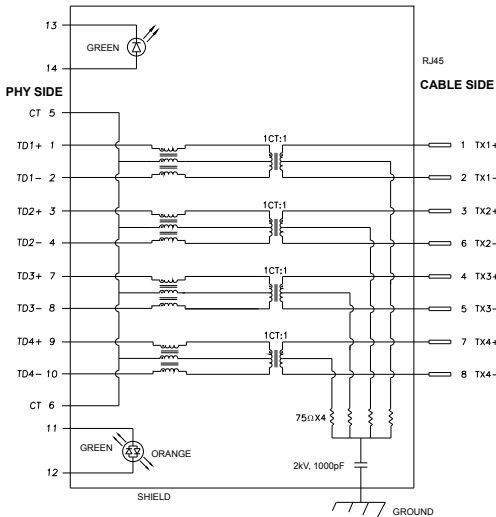 13
GREEN
14
RJ45
PHY SIDE
CABLE SIDE
CT 5
1CT:1
TD1+ 1
1 TX1+
TD1- 2
2 TX1-
1CT:1
TD2+ 3
3 TX2+
TD2- 4
6 TX2-
1CT:1
TD3+ 7
4 TX3+
TD3- 8
5 TX3-
1CT:1
TD4+ 9
7 TX4+
TD4- 10
8 TX4-
CT 6
75ΩX4
11
GREEN
ORANGE
12
2kV, 1000pF
SHIELD
GROUND